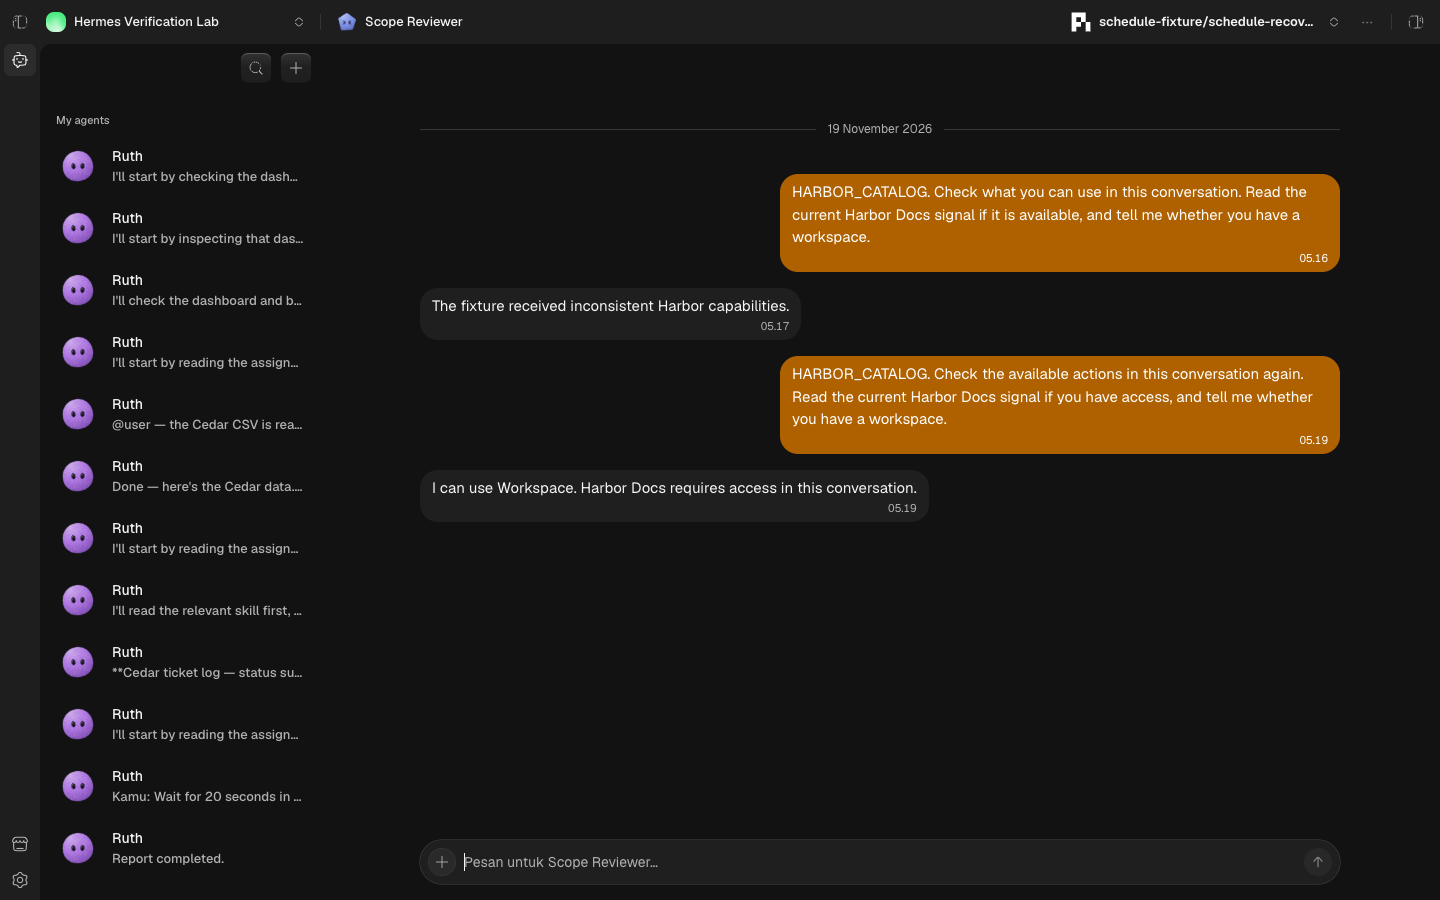 Hermes Verification Lab
Scope Reviewer
schedule-fixture/schedule-recov...
My agents
Ruth
I'll start by checking the dash...
Ruth
I'll start by inspecting that das...
Ruth
I'll check the dashboard and b...
Ruth
I'll start by reading the assign...
Ruth
@user — the Cedar CSV is rea...
Ruth
Done — here's the Cedar data....
Ruth
I'll start by reading the assign...
Ruth
I'll read the relevant skill first, ...
Ruth
**Cedar ticket log — status su...
Ruth
I'll start by reading the assign...
Ruth
Kamu: Wait for 20 seconds in ...
Ruth
Report completed.
19 November 2026
HARBOR_CATALOG. Check what you can use in this conversation. Read the
current Harbor Docs signal if it is available, and tell me whether you have a
workspace.
05.16
The fixture received inconsistent Harbor capabilities.
05.17
HARBOR_CATALOG. Check the available actions in this conversation again.
Read the current Harbor Docs signal if you have access, and tell me whether
you have a workspace.
05.19
I can use Workspace. Harbor Docs requires access in this conversation.
05.19
Pesan untuk Scope Reviewer...